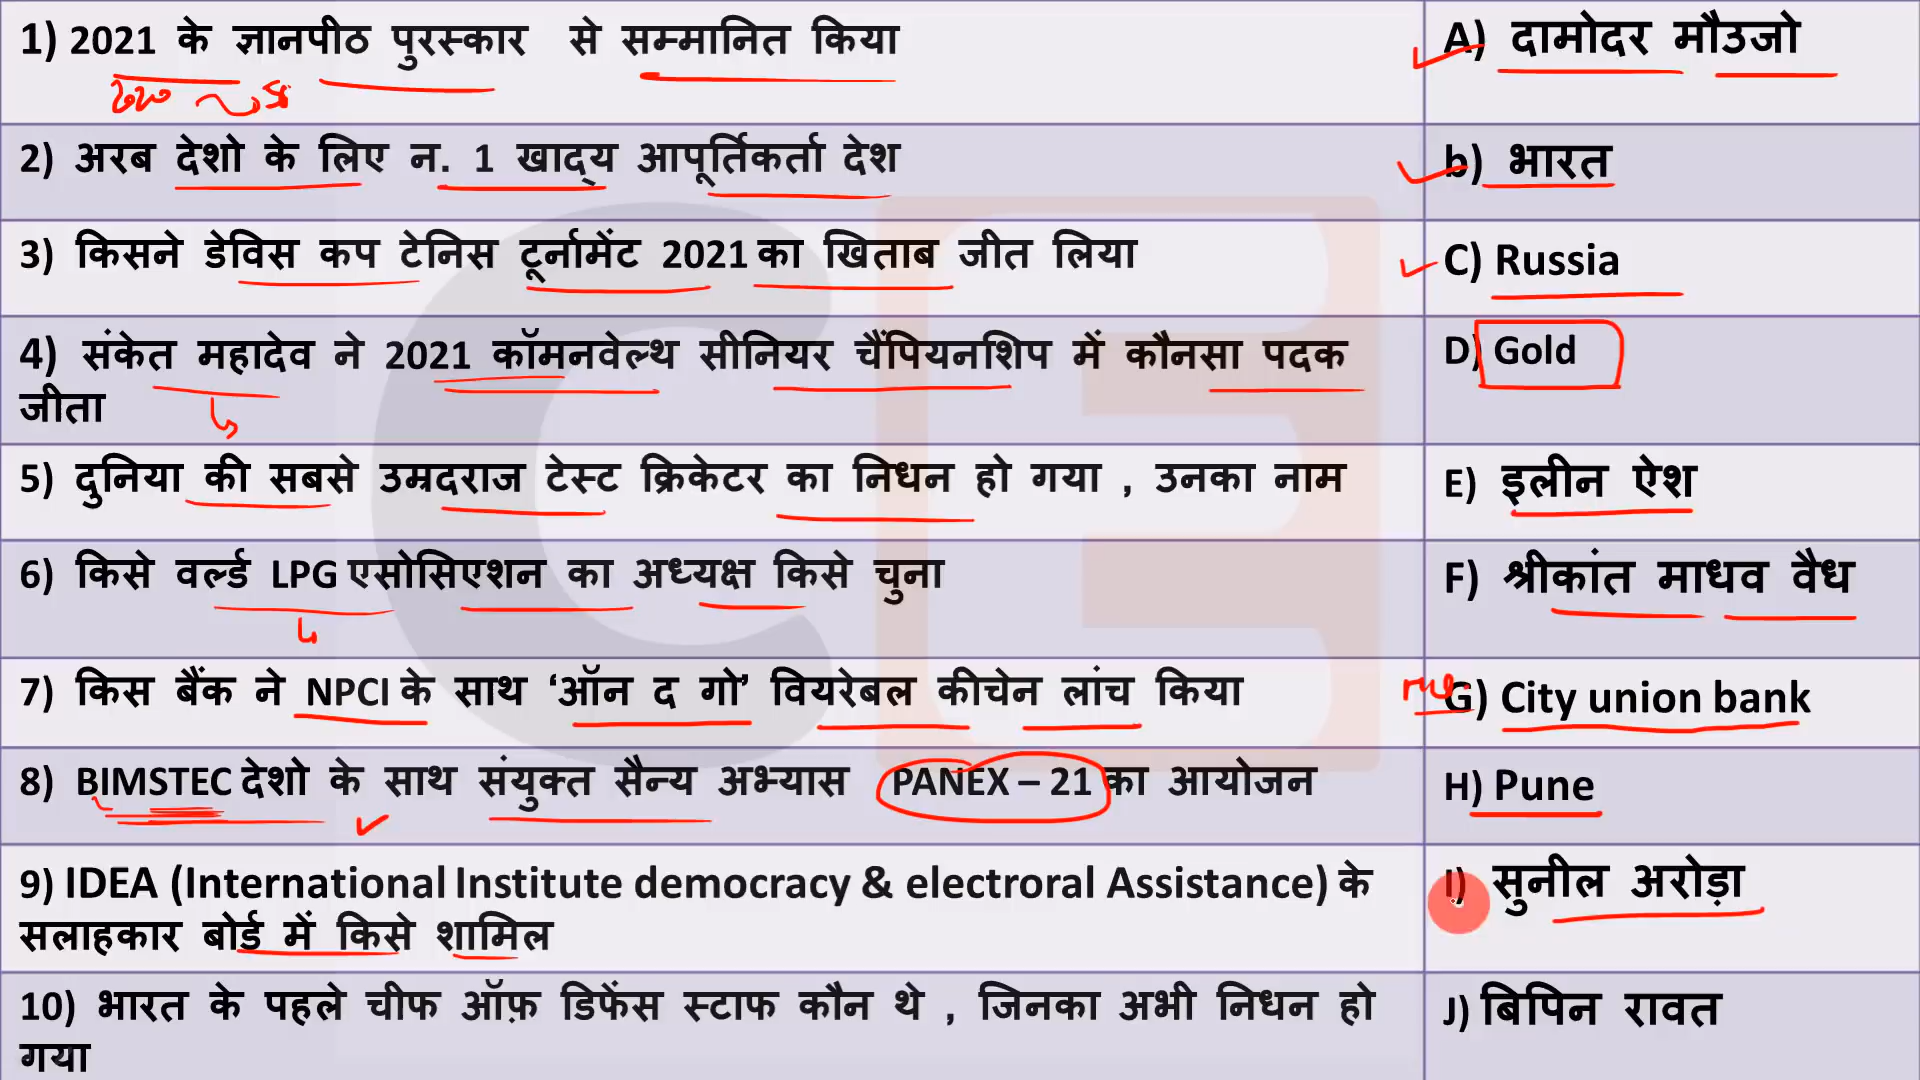 1) 2021 के ज्ञानपीठ पुरस्कार से सम्मानित किया
A) दामोदर मौउजो
2) अरब देशो के लिए न. 1 खाद्य आपूर्तिकर्ता देश
b) भारत
3) किसने डेविस कप टेनिस टूर्नामेंट 2021 का खिताब जीत लिया
C) Russia
4) संकेत महादेव ने 2021 कॉमनवेल्थ सीनियर चैंपियनशिप में कौनसा पदक
जीता
D) Gold
5) दुनिया की सबसे उम्रदराज टेस्ट क्रिकेटर का निधन हो गया , उनका नाम
E) इलीन ऐश
6) किसे वर्ल्ड LPG एसोसिएशन का अध्यक्ष किसे चुना
F) श्रीकांत माधव वैध
7) किस बैंक ने NPCI के साथ ‘ऑन द गो’ वियरेबल कीचेन लांच किया
G) City union bank
8) BIMSTEC देशो के साथ संयुक्त सैन्य अभ्यास PANEX – 21 का आयोजन
H) Pune
9) IDEA (International Institute democracy & electroral Assistance) के
सलाहकार बोर्ड में किसे शामिल
I) सुनील अरोड़ा
10) भारत के पहले चीफ ऑफ़ डिफेंस स्टाफ कौन थे , जिनका अभी निधन हो
गया
J) बिपिन रावत